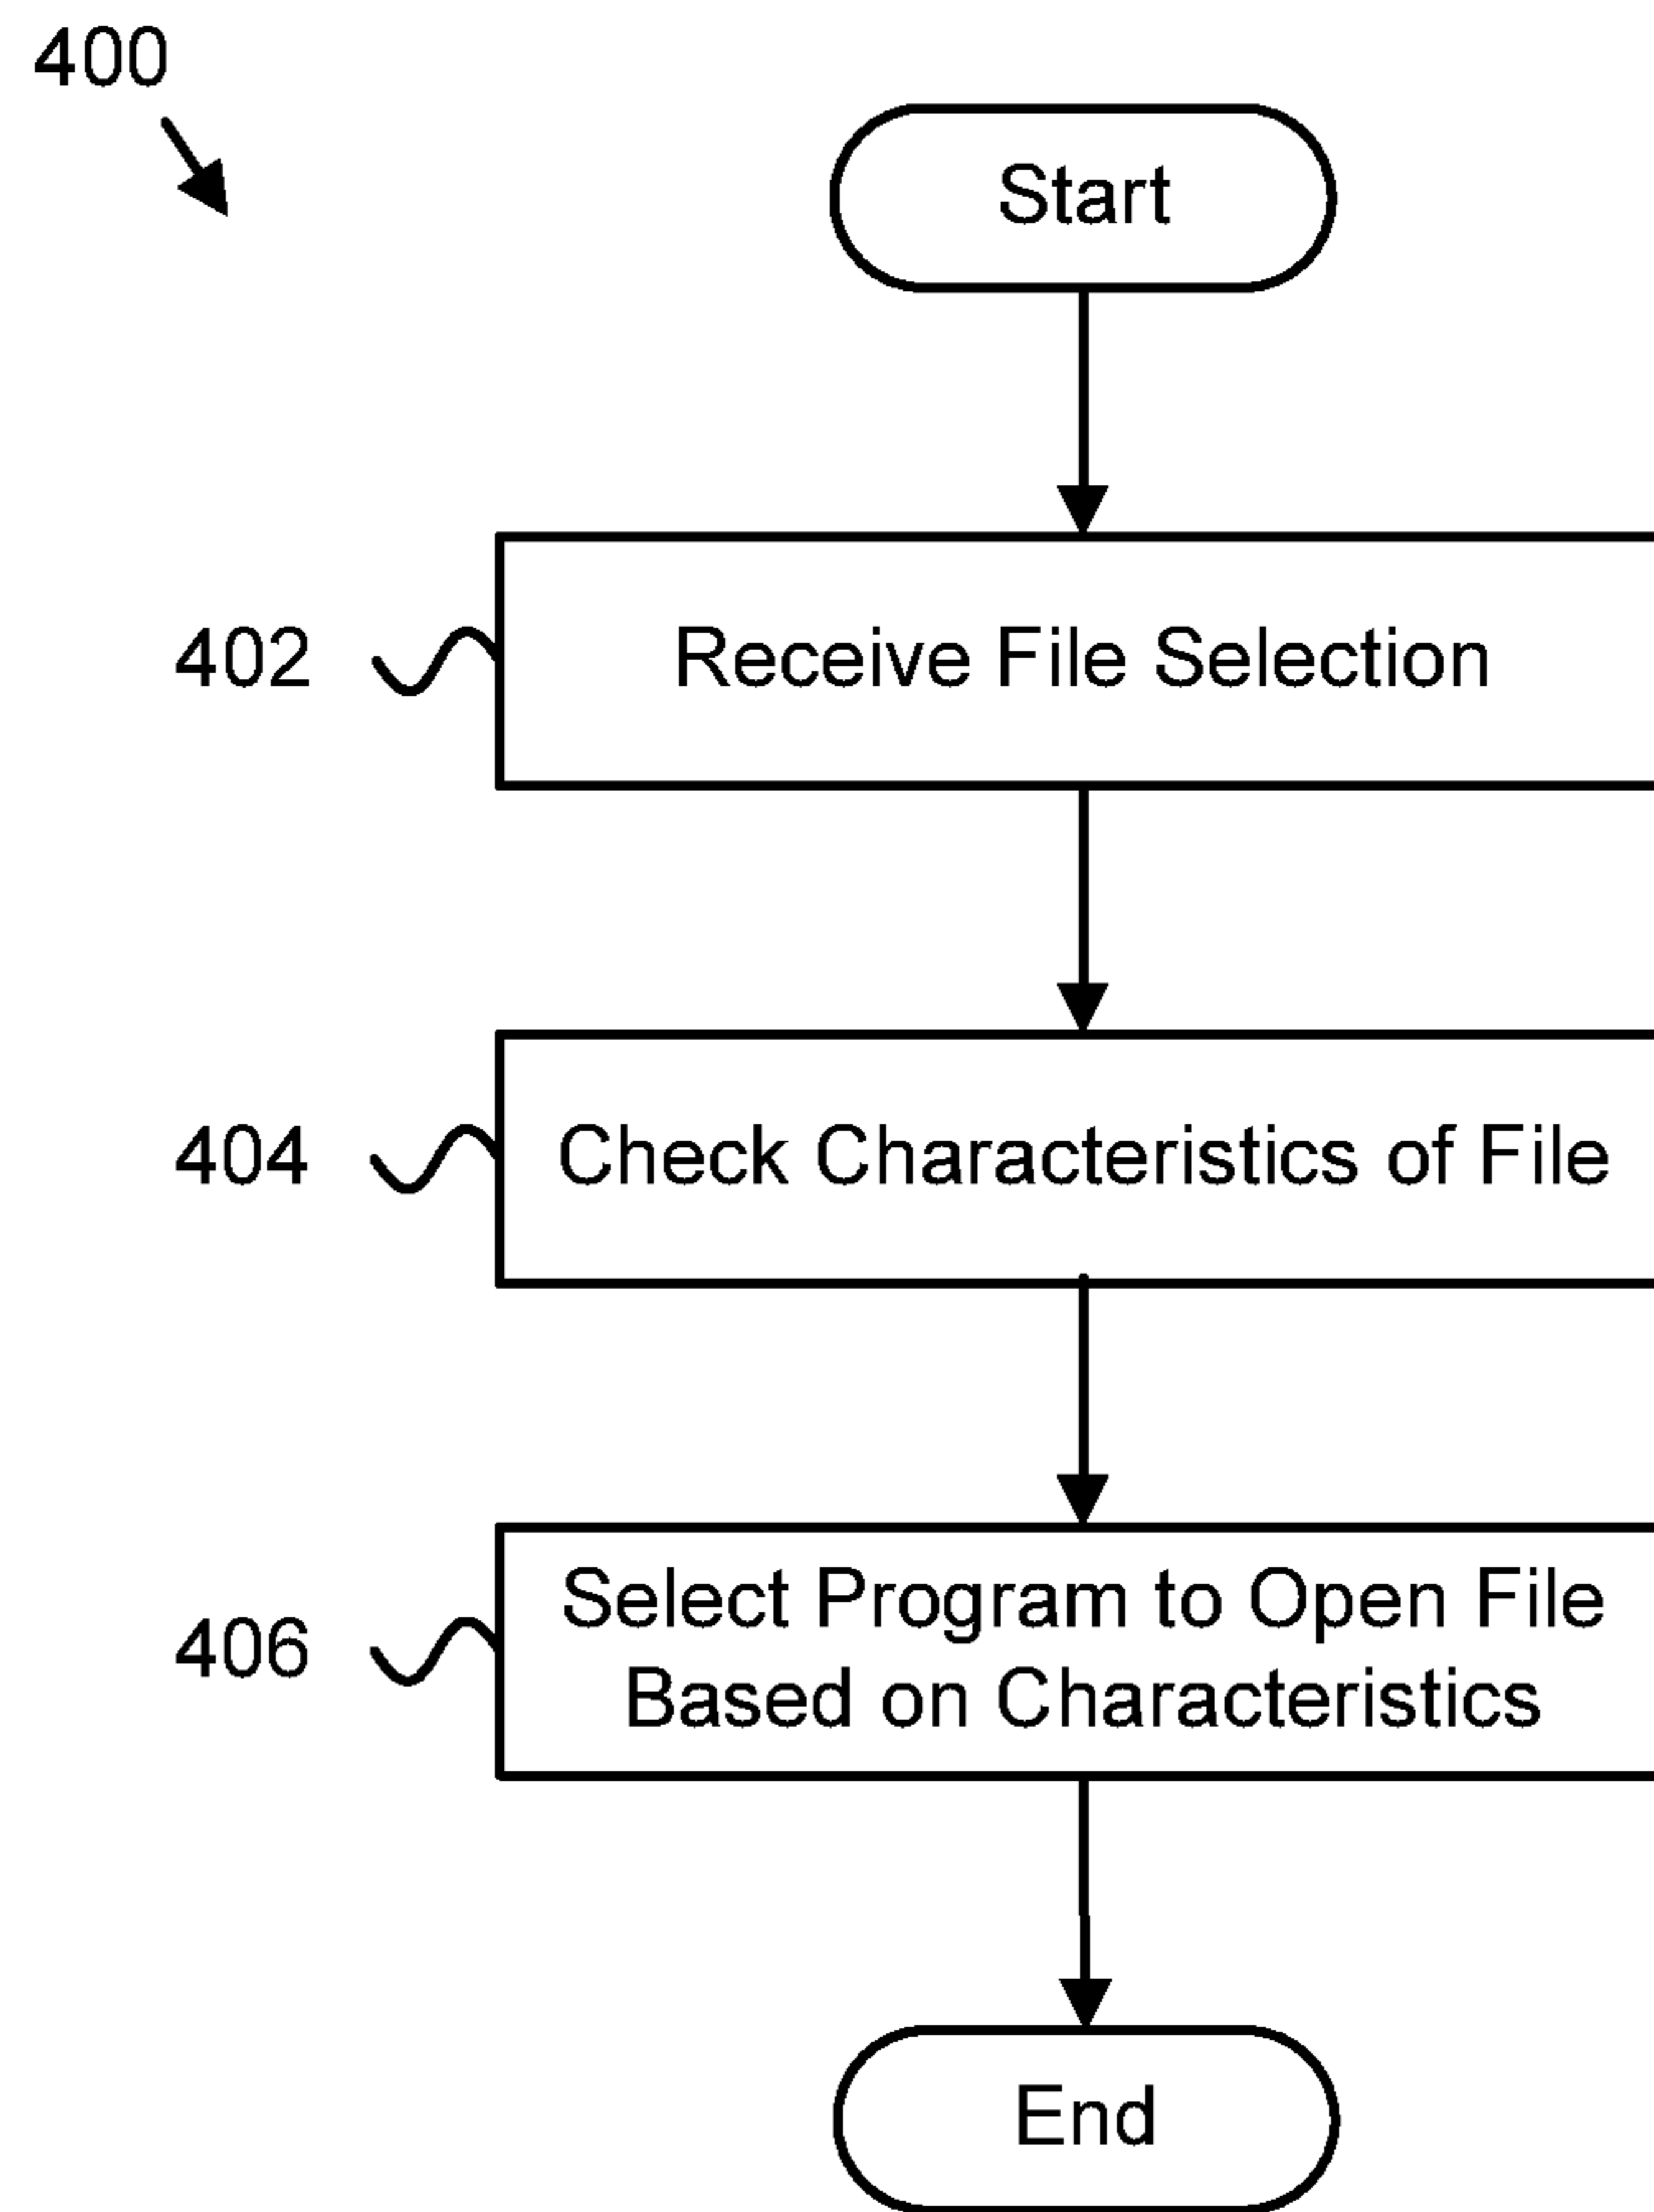 400
Start
402
Receive File Selection
404
Check Characteristics of File
406
Select Program to Open File
Based on Characteristics
End